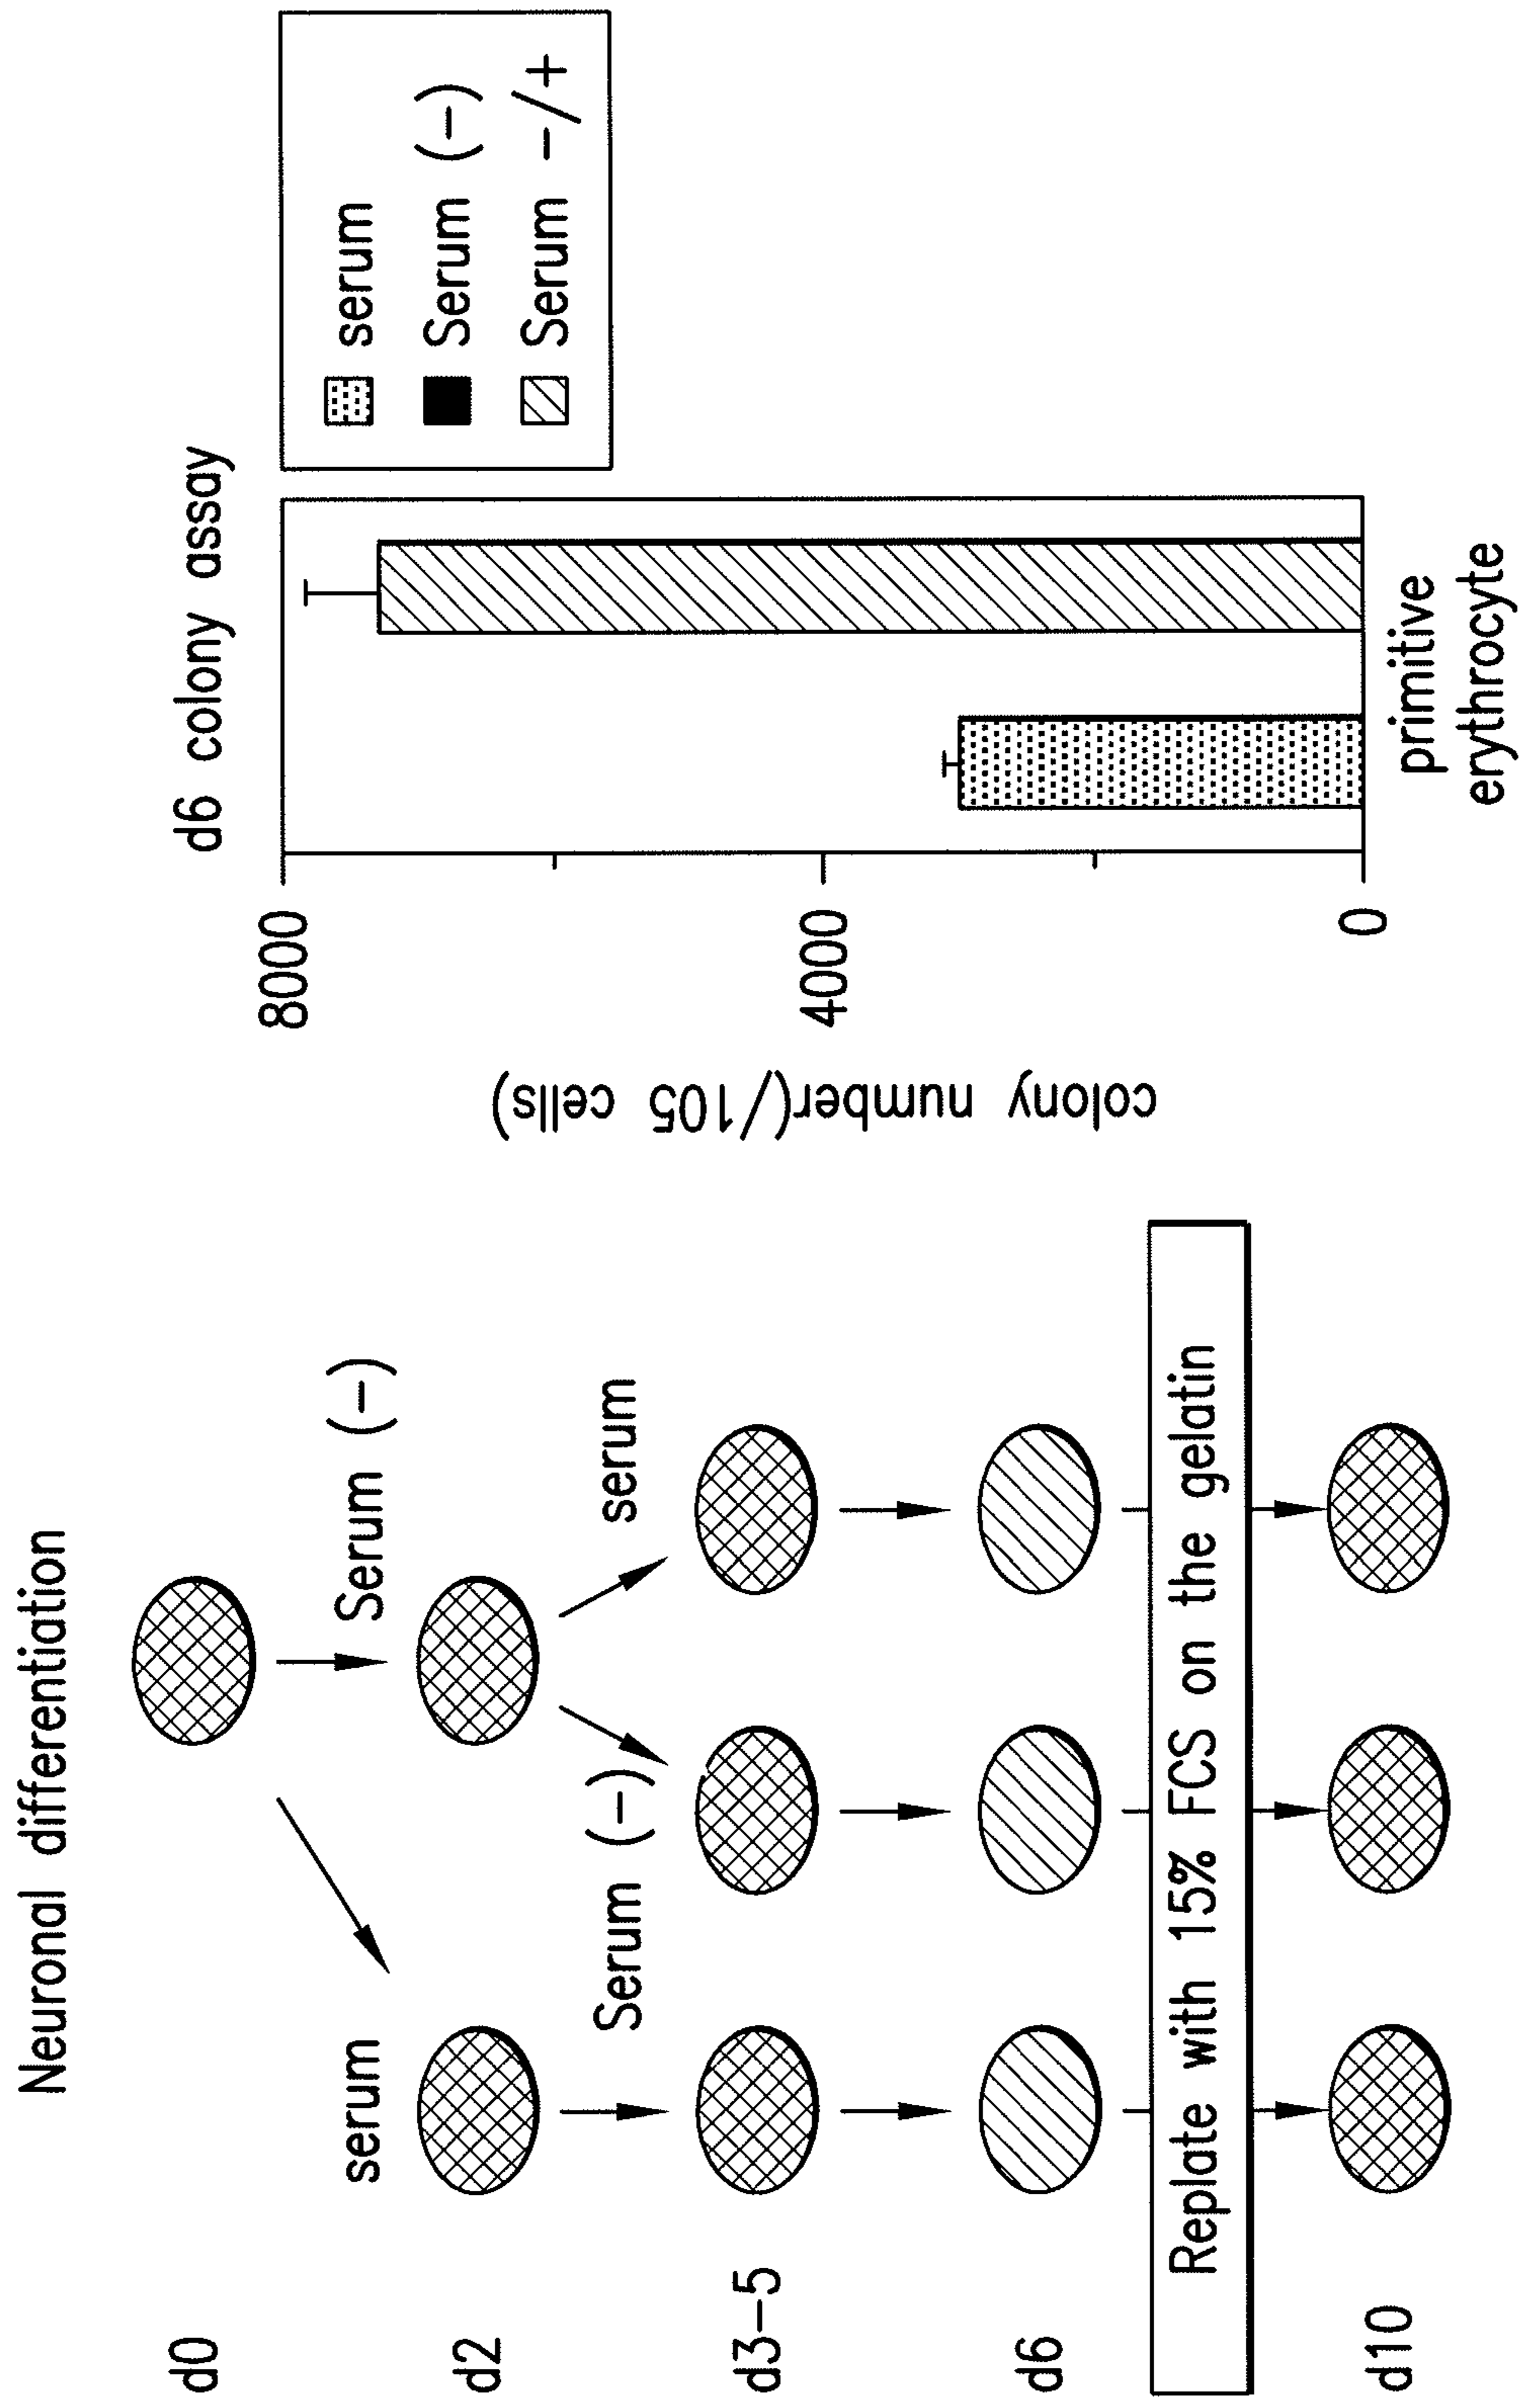 Neuronal differentiation
d0
serum
Serum (-)
d2
Serum (-)
serum
d3-5
d6
Replate with 15% FCS on the gelatin
d10
d6 colony assay
colony number(/105 cells)
8000
4000
0
primitive
erythrocyte
serum
Serum (-)
Serum -/+